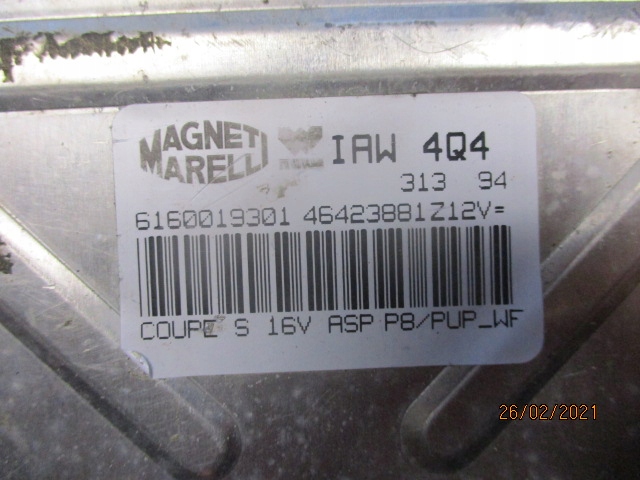 MAGNETI MARELLI IAW 4Q4
313 94
6160019301 46423881Z12V=
COUPE S 16V ASP P8/PUP_WF
26/02/2021